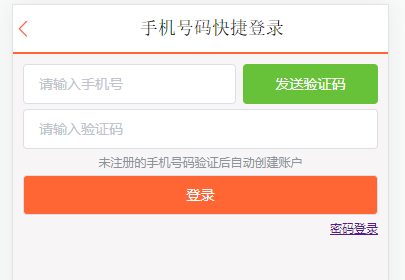 手机号码快捷登录
请输入手机号 发送验证码
请输入验证码
未注册的手机号码验证后自动创建账户
登录
密码登录